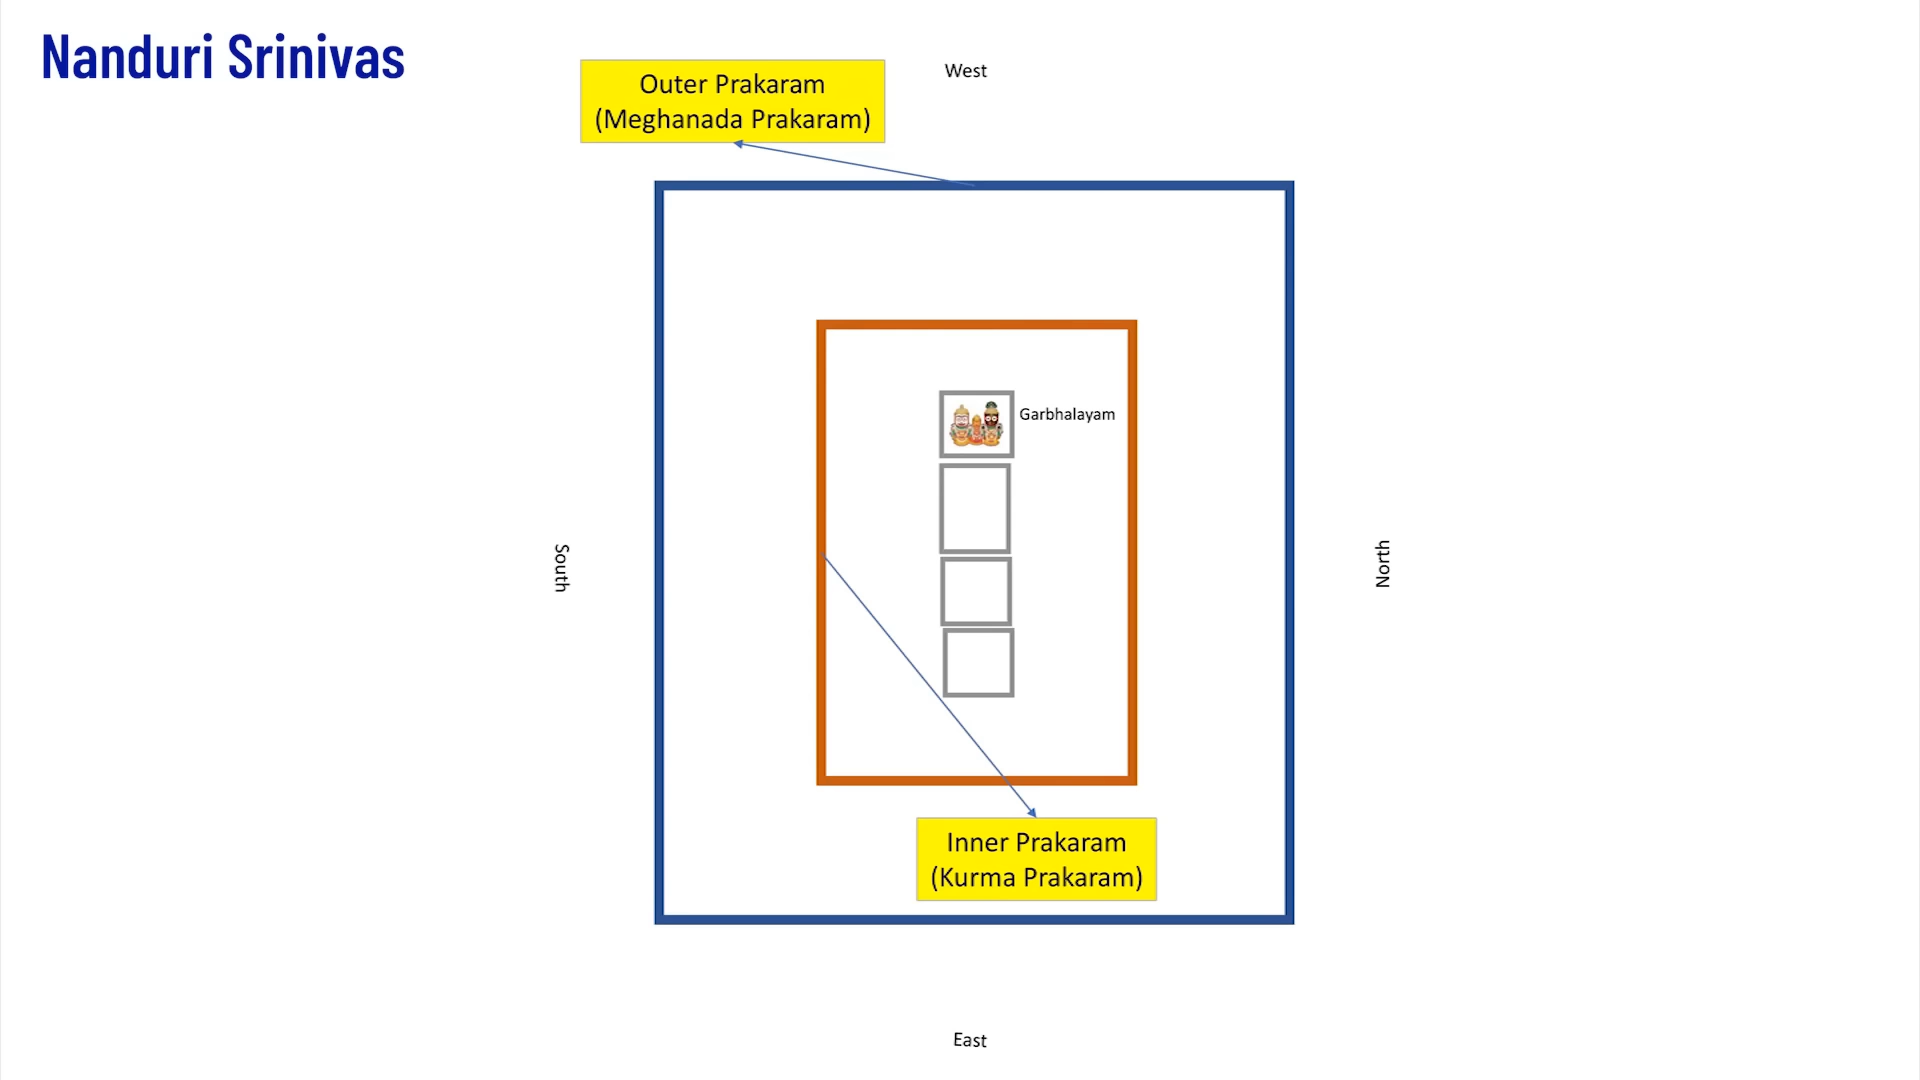 Nanduri Srinivas
Outer Prakaram
(Meghanada Prakaram)
West
Garbhalayam
South
North
Inner Prakaram
(Kurma Prakaram)
East